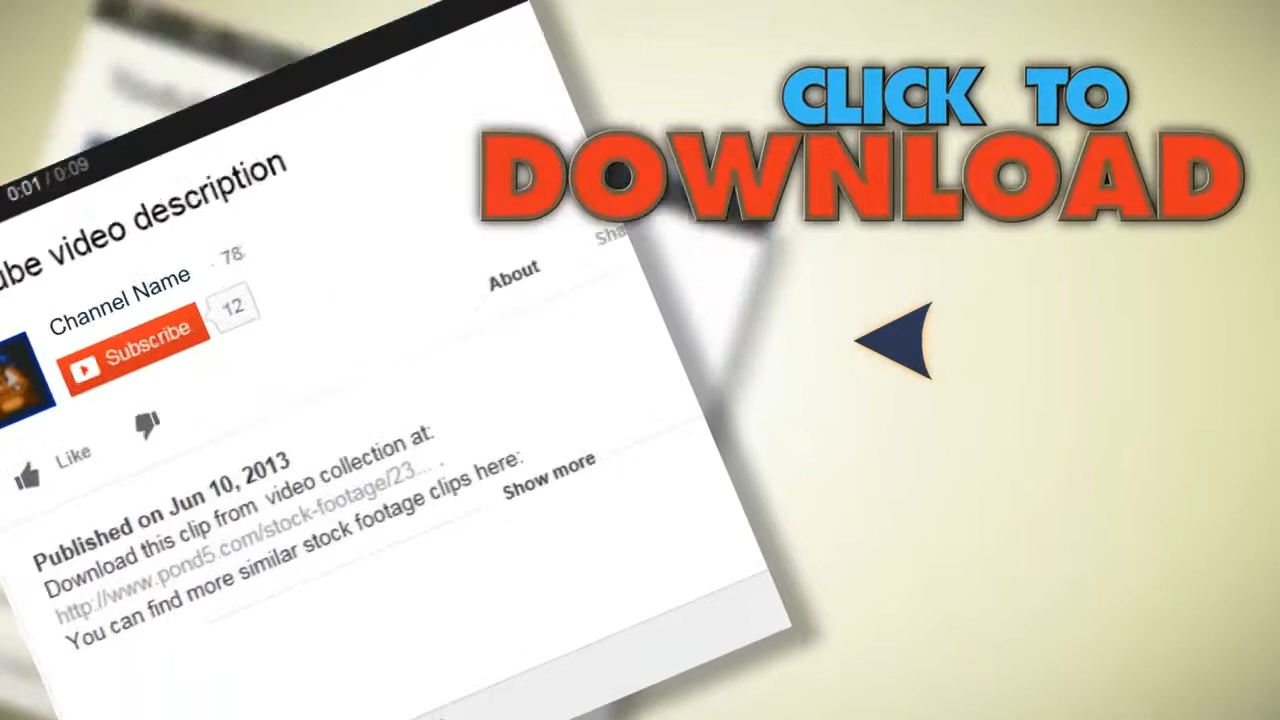 CLICK TO
DOWNLOAD
0:01 / 0:09
ube video description
Channel Name
78
Subscribe
12
About
Sha
Like
Published on Jun 10, 2013
Download this clip from video collection at:
http://www.pond5.com/stock-footage/23...
You can find more similar stock footage clips here:
Show more